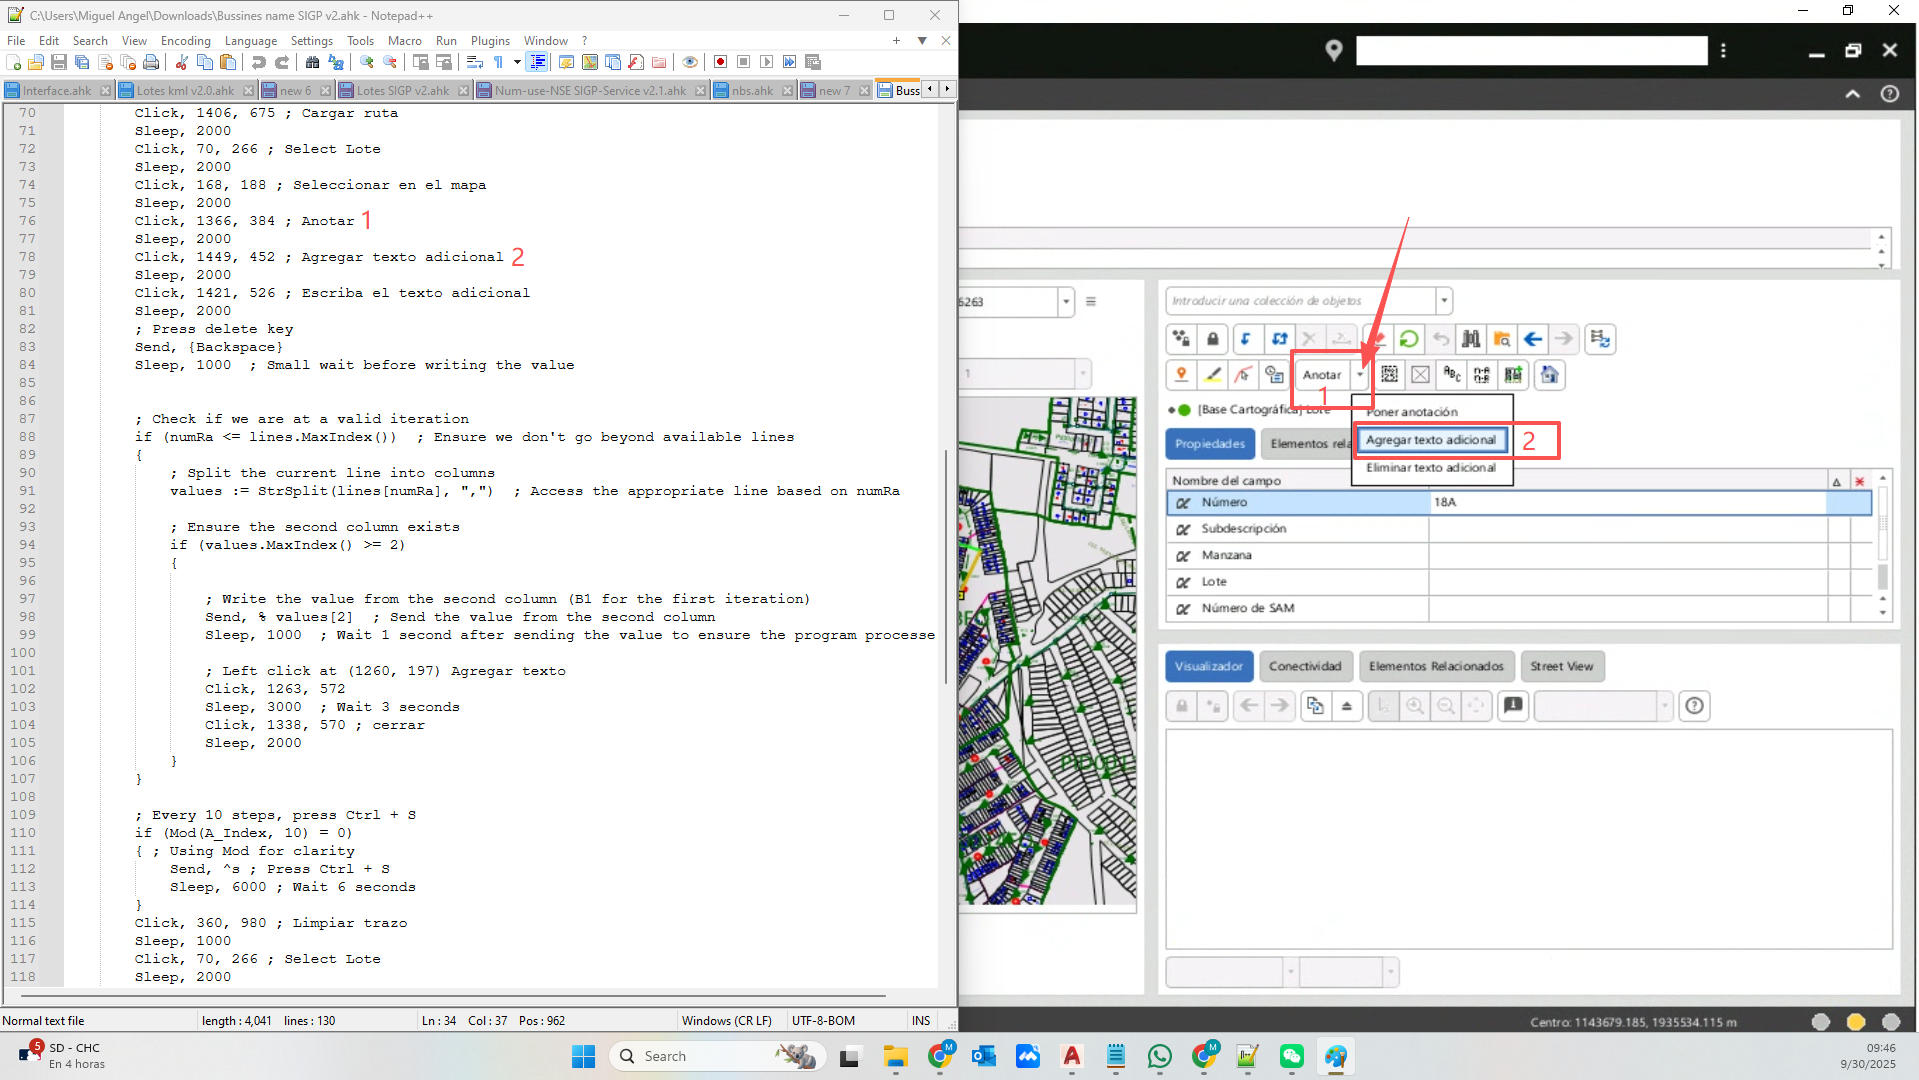 C:\Users\Miguel Angel\Downloads\Bussines name SIGP v2.ahk - Notepad++
File Edit Search View Encoding Language Settings Tools Macro Run Plugins Window ?
Interface.ahk Lotes kml v2.0.ahk new 6 Lotes SIGP v2.ahk Num-use-NSE SIGP-Service v2.1.ahk nbs.ahk new 7 Buss
70 Click, 1406, 675 ; Cargar ruta
71 Sleep, 2000
72 Click, 70, 266 ; Select Lote
73 Sleep, 2000
74 Click, 168, 188 ; Seleccionar en el mapa
75 Sleep, 2000
76 Click, 1366, 384 ; Anotar 1
77 Sleep, 2000
78 Click, 1449, 452 ; Agregar texto adicional 2
79 Sleep, 2000
80 Click, 1421, 526 ; Escriba el texto adicional
81 Sleep, 2000
82 ; Press delete key
83 Send, {Backspace}
84 Sleep, 1000  ; Small wait before writing the value
85
86
87 ; Check if we are at a valid iteration
88 if (numRa <= lines.MaxIndex())  ; Ensure we don't go beyond available lines
89 {
90 ; Split the current line into columns
91 values := StrSplit(lines[numRa], ",")  ; Access the appropriate line based on numRa
92
93 ; Ensure the second column exists
94 if (values.MaxIndex() >= 2)
95 {
96
97 ; Write the value from the second column (B1 for the first iteration)
98 Send, % values[2]  ; Send the value from the second column
99 Sleep, 1000  ; Wait 1 second after sending the value to ensure the program processe
100
101 ; Left click at (1260, 197) Agregar texto
102 Click, 1263, 572
103 Sleep, 3000  ; Wait 3 seconds
104 Click, 1338, 570 ; cerrar
105 Sleep, 2000
106 }
107 }
108
109 ; Every 10 steps, press Ctrl + S
110 if (Mod(A_Index, 10) = 0)
111 { ; Using Mod for clarity
112 Send, ^s ; Press Ctrl + S
113 Sleep, 6000 ; Wait 6 seconds
114 }
115 Click, 360, 980 ; Limpiar trazo
116 Sleep, 1000
117 Click, 70, 266 ; Select Lote
118 Sleep, 2000
Normal text file length : 4,041 lines : 130 Ln : 34 Col : 37 Pos : 962 Windows (CR LF) UTF-8-BOM INS
6263
1
Introducir una colección de objetos
Anotar
1
[Base Cartográfica] Lote
Poner anotación
Agregar texto adicional 2
Eliminar texto adicional
Propiedades Elementos rela
Nombre del campo
Número 18A
Subdescripción
Manzana
Lote
Número de SAM
Visualizador Conectividad Elementos Relacionados Street View
Centro: 1143679.185, 1935534.115 m
5
SD - CHC
En 4 horas
Search
09:46
9/30/2025